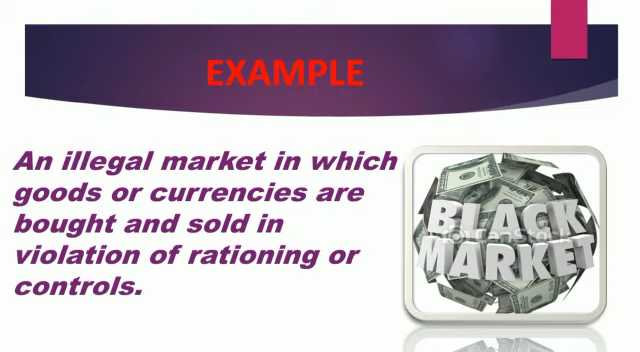 EXAMPLE
An illegal market in which
goods or currencies are
bought and sold in
violation of rationing or
controls.
BLACK
MARKET